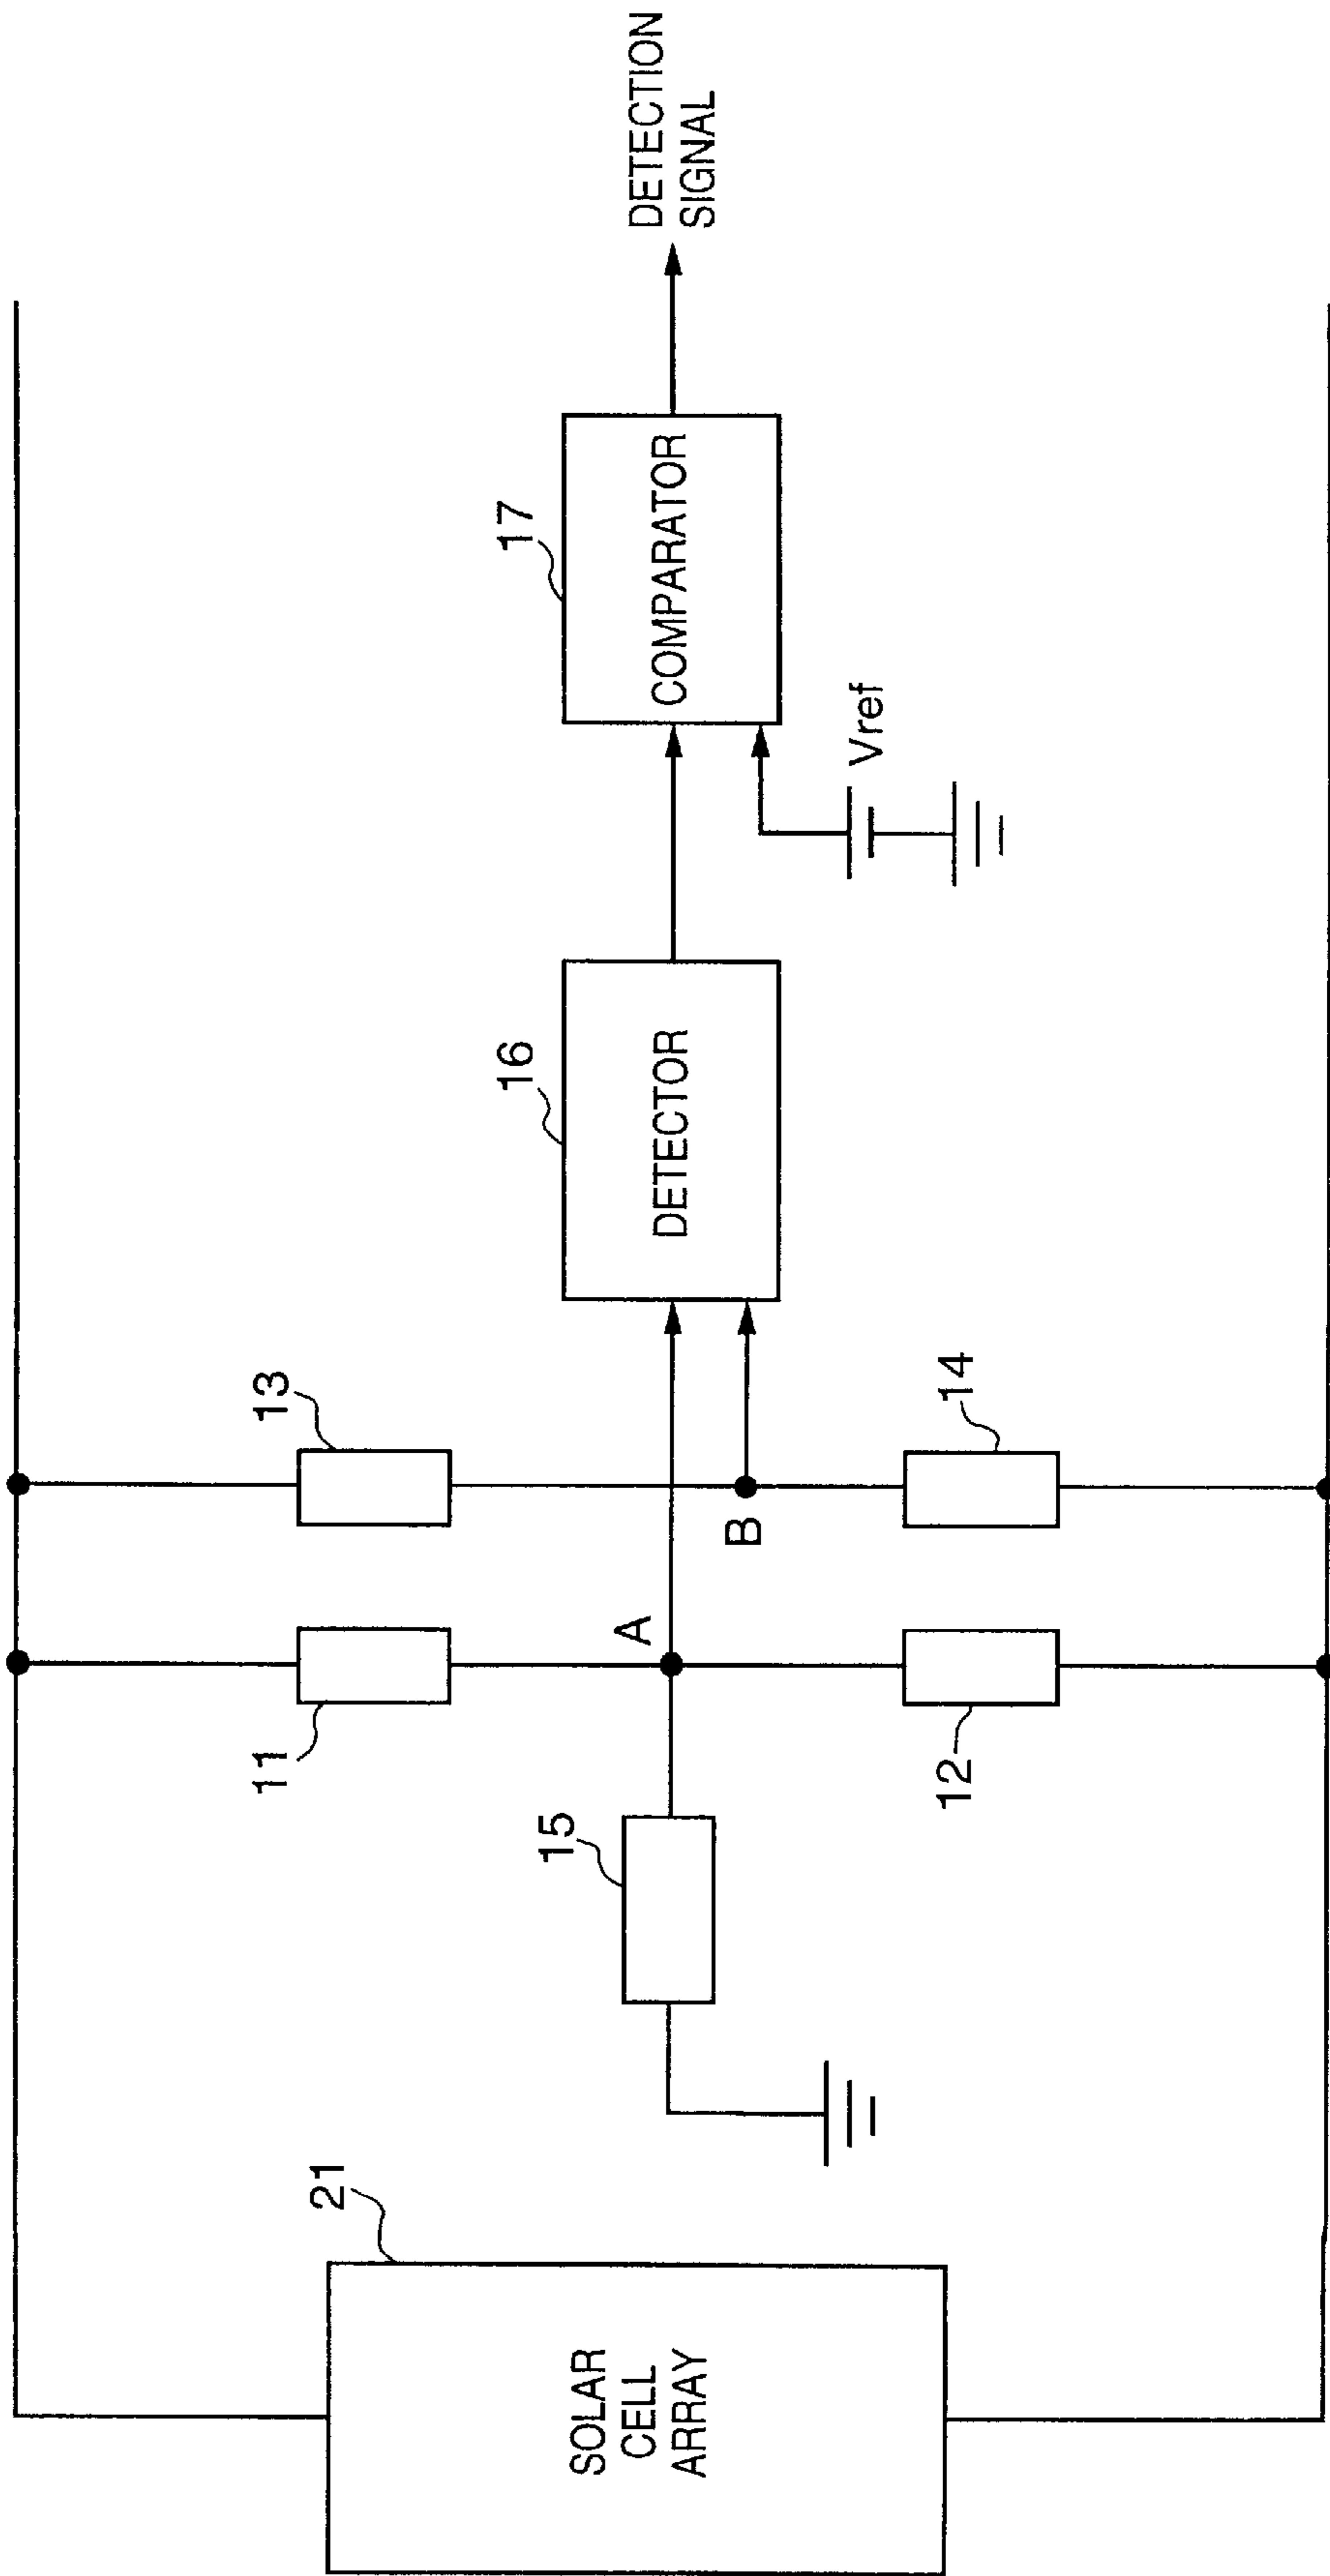 21
SOLAR
CELL
ARRAY
15
11
12
A
13
B
14
16
DETECTOR
17
COMPARATOR
Vref
DETECTION
SIGNAL